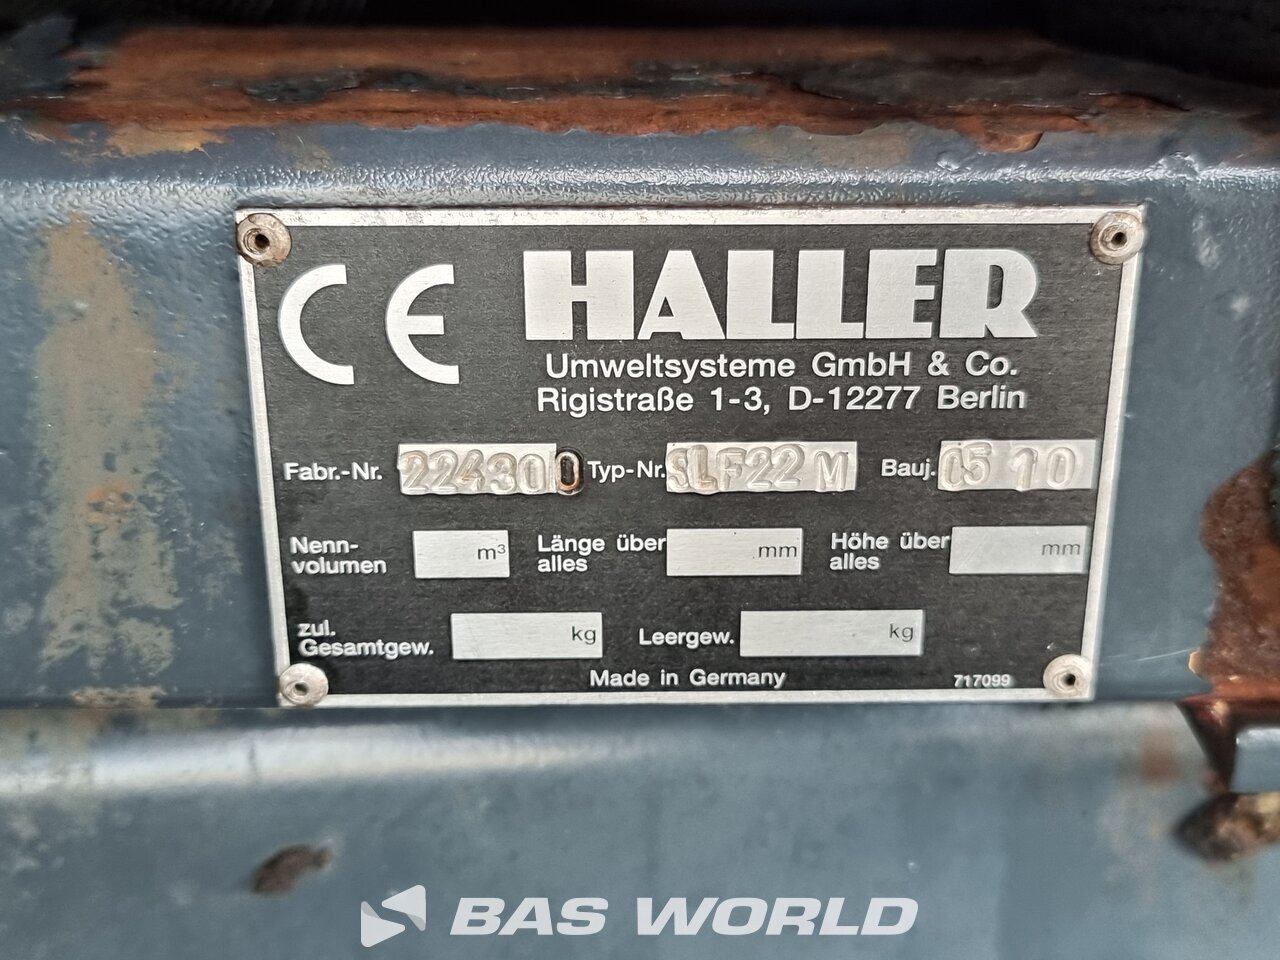 CE HALLER
Umweltsysteme GmbH & Co.
Rigistraße 1-3, D-12277 Berlin
Fabr.-Nr. 224300 Typ-Nr. SLF22 M Bauj. 05 10
Nenn-
volumen m³ Länge über
alles mm Höhe über
alles mm
zul.
Gesamtgew. kg Leergew. kg
Made in Germany 717099
BAS WORLD